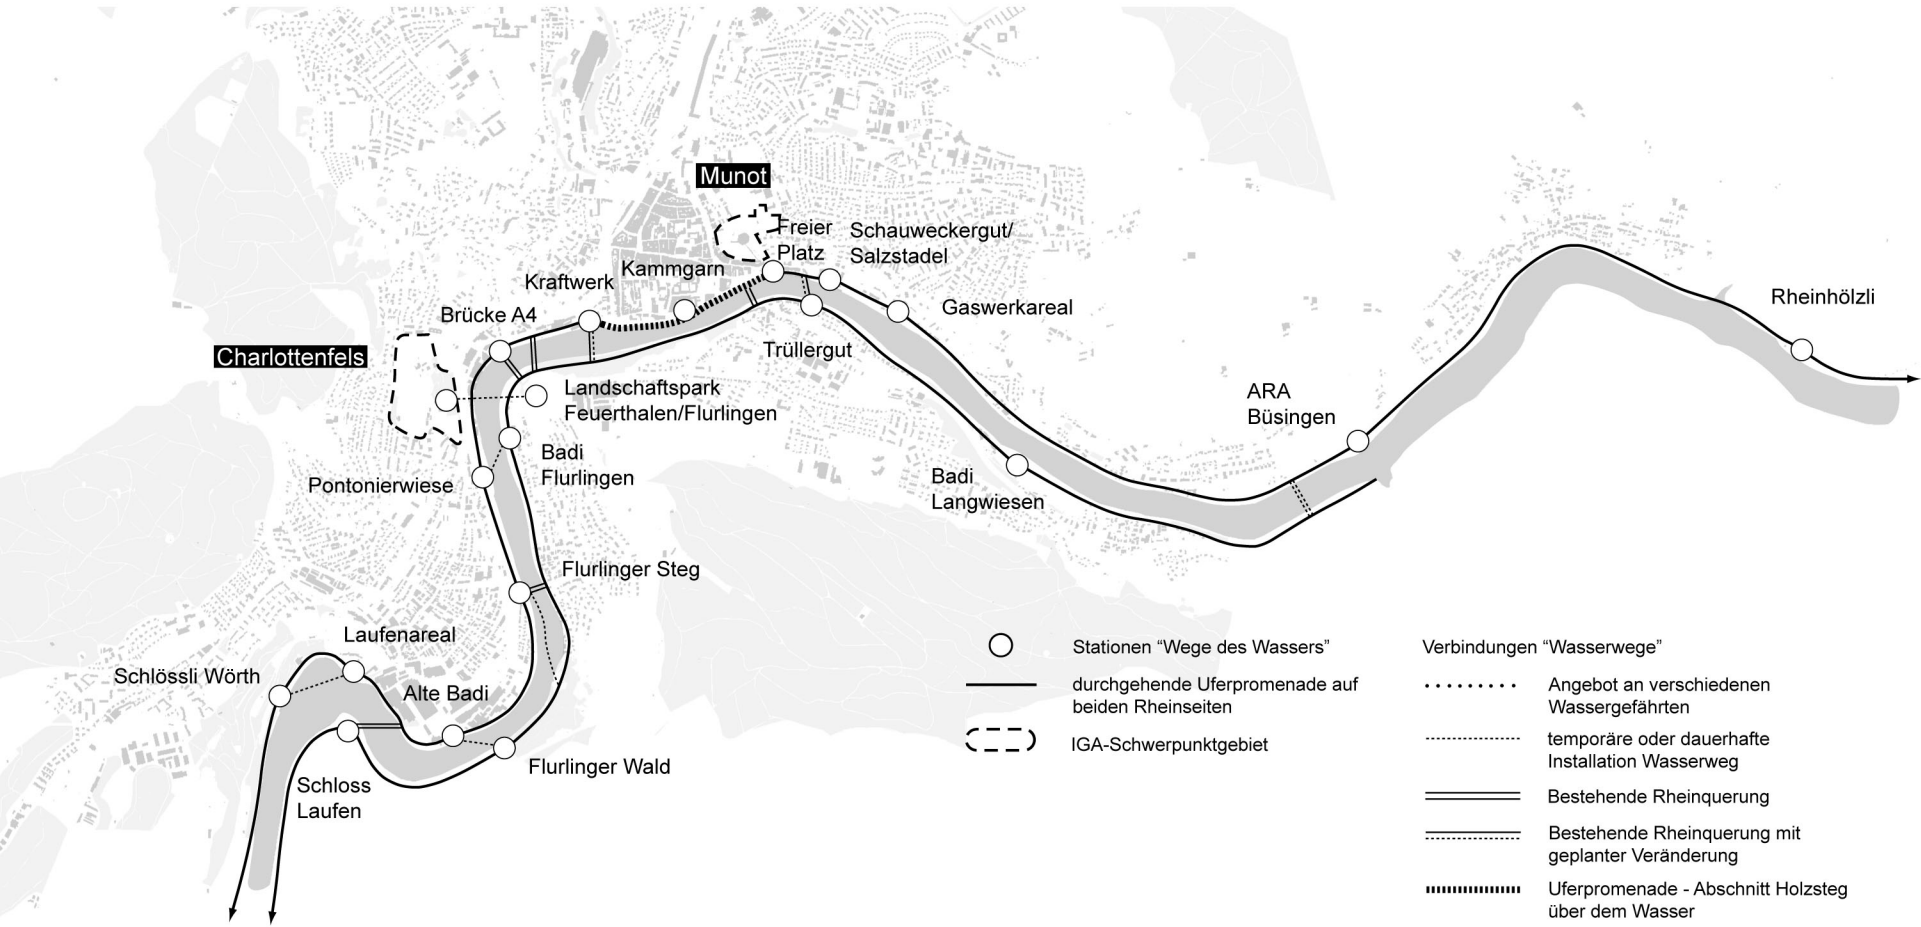 Munot
Freier
Platz
Schauweckergut/
Salzstadel
Kammgarn
Kraftwerk
Brücke A4
Gaswerkareal
Rheinhölzli
Charlottenfels
Trüllergut
Landschaftspark
Feuerthalen/Flurlingen
ARA
Büsingen
Badi
Flurlingen
Pontonierwiese
Badi
Langwiesen
Flurlinger Steg
Laufenareal
Schlössli Wörth
Alte Badi
Flurlinger Wald
Schloss
Laufen
Stationen “Wege des Wassers”
durchgehende Uferpromenade auf
beiden Rheinseiten
IGA-Schwerpunktgebiet
Verbindungen “Wasserwege”
Angebot an verschiedenen
Wassergefährten
temporäre oder dauerhafte
Installation Wasserweg
Bestehende Rheinquerung
Bestehende Rheinquerung mit
geplanter Veränderung
Uferpromenade - Abschnitt Holzsteg
über dem Wasser